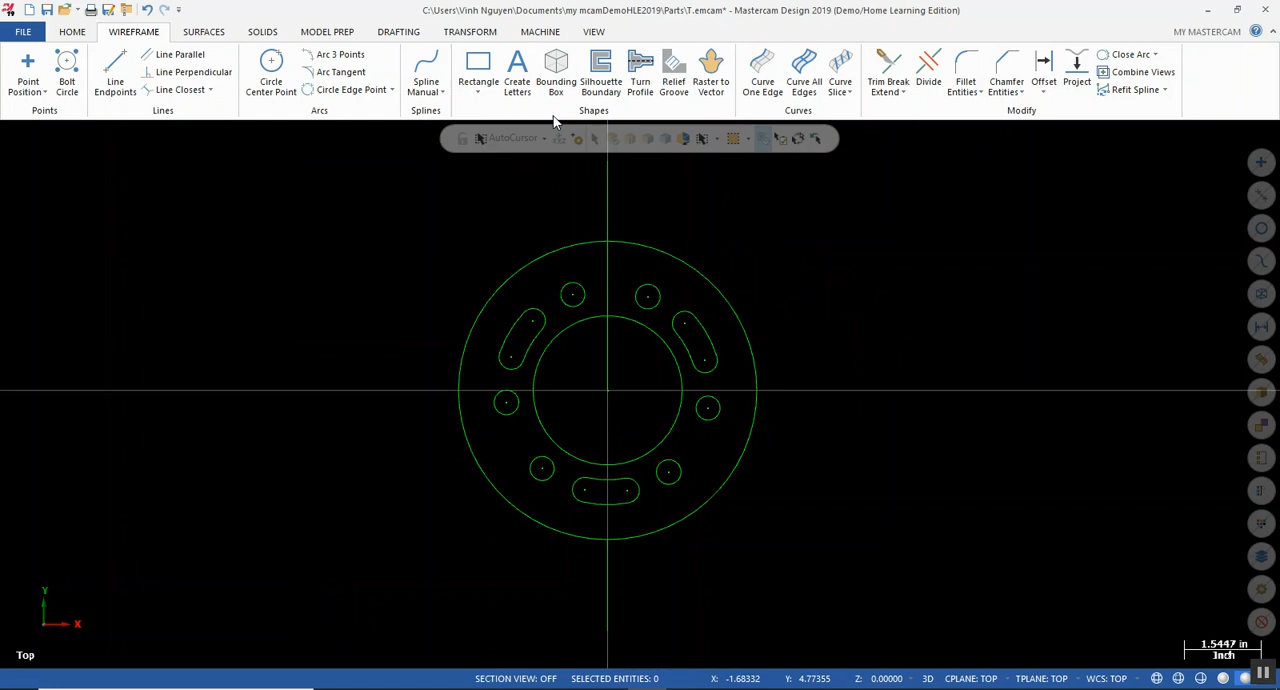 C:\Users\Vinh Nguyen\Documents\my mcamDemoHLE2019\Parts\T.emcam* - Mastercam Design 2019 (Demo/Home Learning Edition)
FILE HOME WIREFRAME SURFACES SOLIDS MODEL PREP DRAFTING TRANSFORM MACHINE VIEW MY MASTERCAM
Point Position
Bolt Circle
Points
Line Endpoints
Line Parallel
Line Perpendicular
Line Closest
Lines
Circle Center Point
Arc 3 Points
Arc Tangent
Circle Edge Point
Arcs
Spline Manual
Splines
Rectangle
Create Letters
Bounding Box
Silhouette Boundary
Turn Profile
Relief Groove
Raster to Vector
Shapes
Curve One Edge
Curve All Edges
Curve Slice
Curves
Trim Break Extend
Divide
Fillet Entities
Chamfer Entities
Offset
Project
Close Arc
Combine Views
Refit Spline
Modify
AutoCursor
Y
X
Top
1.5447 in
Inch
SECTION VIEW: OFF SELECTED ENTITIES: 0 X: -1.68332 Y: 4.77355 Z: 0.00000 3D CPLANE: TOP TPLANE: TOP WCS: TOP